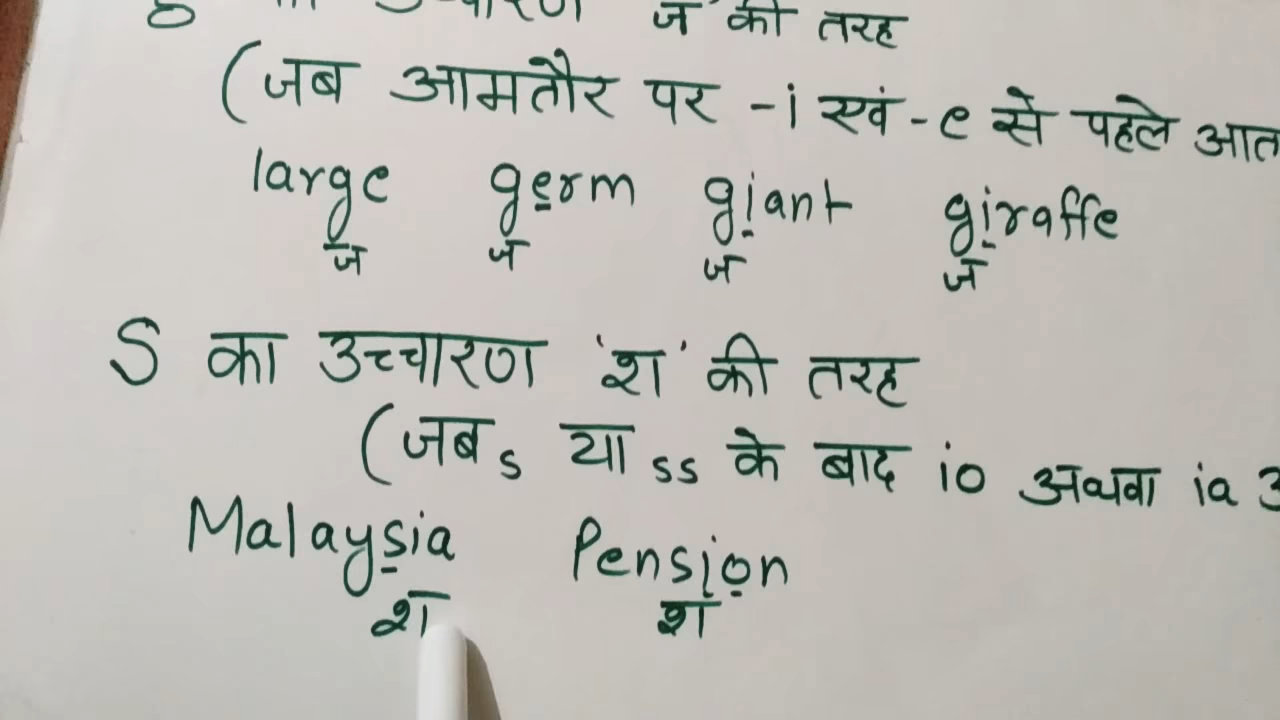 ज की तरह
(जब आमतौर पर -i एवं -e से पहले आत
large germ giant giraffe
ज ज ज ज
S का उच्चारण 'श' की तरह
(जब s या ss के बाद io अथवा ia
Malaysia Pension
श श